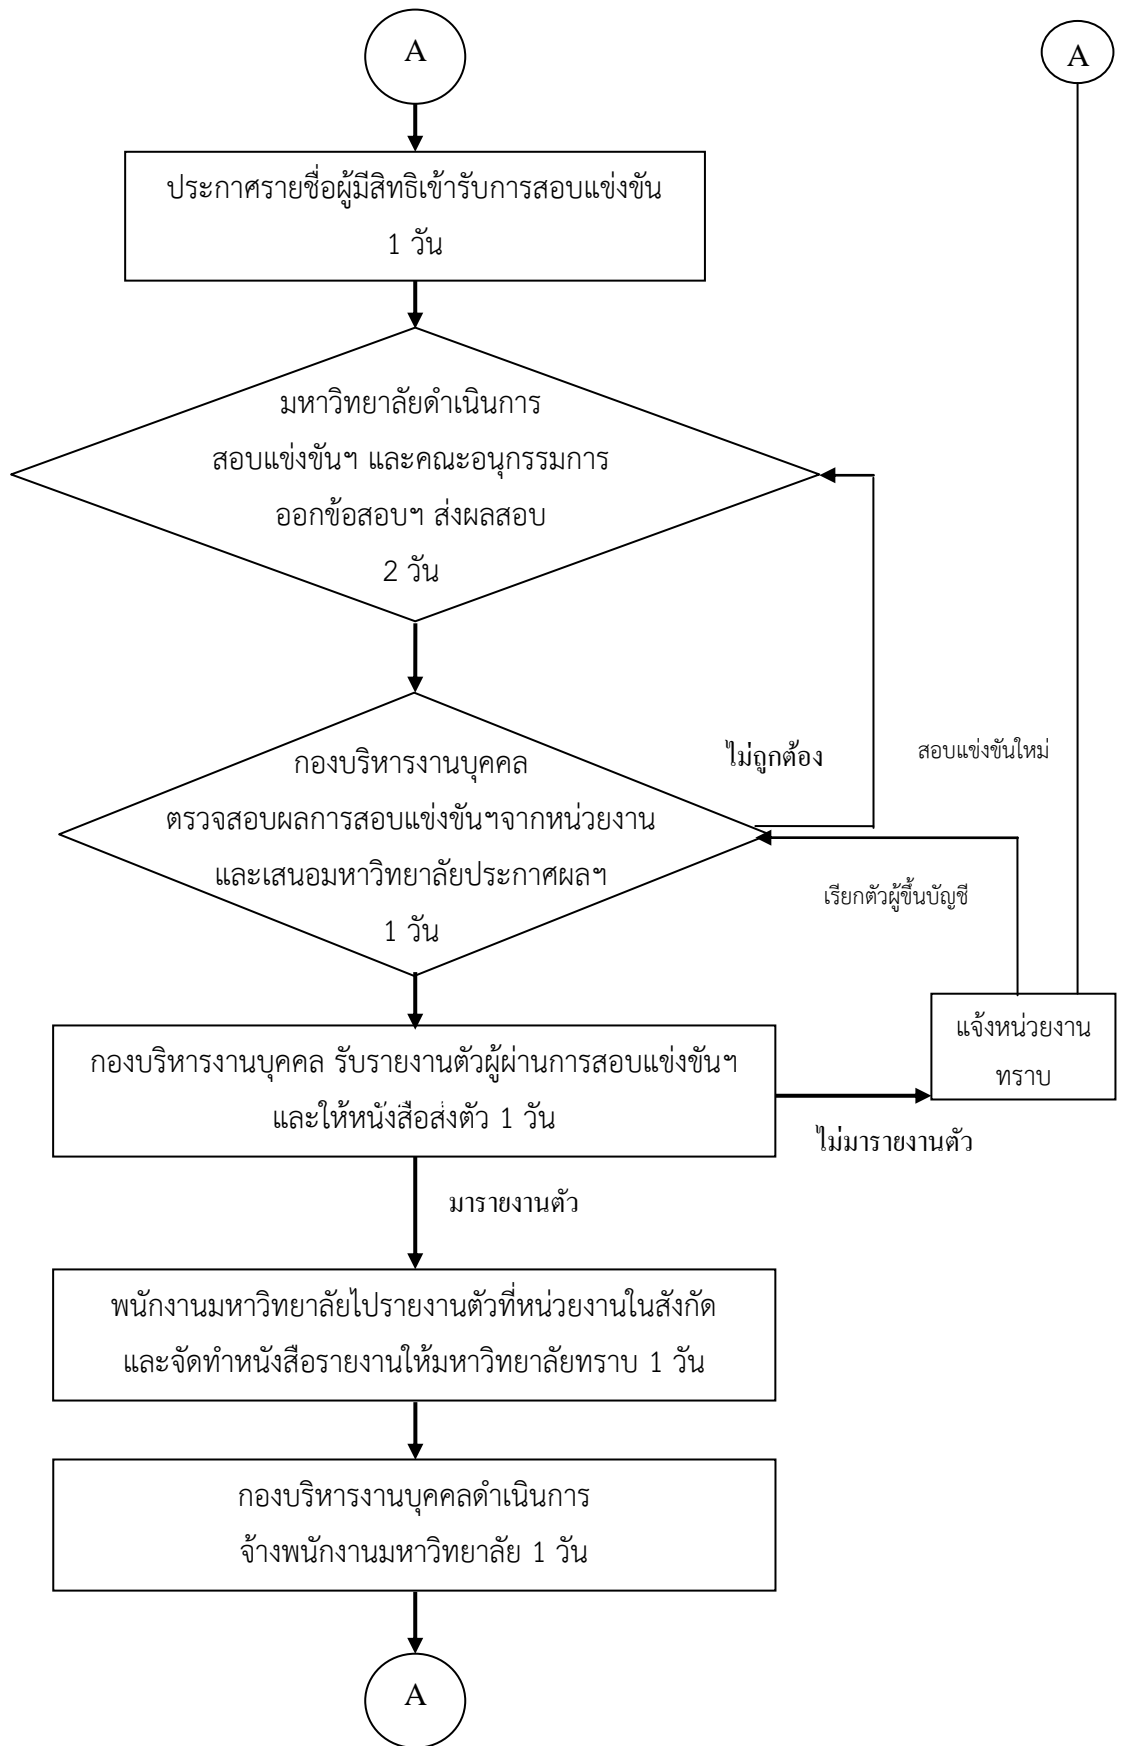 A
A
ประกาศรายชื่อผู้มีสิทธิเข้ารับการสอบแข่งขัน
1 วัน
มหาวิทยาลัยดำเนินการ
สอบแข่งขันฯ และคณะอนุกรรมการ
ออกข้อสอบฯ ส่งผลสอบ
2 วัน
กองบริหารงานบุคคล
ตรวจสอบผลการสอบแข่งขันฯจากหน่วยงาน
และเสนอมหาวิทยาลัยประกาศผลฯ
1 วัน
ไม่ถูกต้อง
สอบแข่งขันใหม่
เรียกตัวผู้ขึ้นบัญชี
แจ้งหน่วยงาน
ทราบ
กองบริหารงานบุคคล รับรายงานตัวผู้ผ่านการสอบแข่งขันฯ
และให้หนังสือส่งตัว 1 วัน
ไม่มารายงานตัว
มารายงานตัว
พนักงานมหาวิทยาลัยไปรายงานตัวที่หน่วยงานในสังกัด
และจัดทำหนังสือรายงานให้มหาวิทยาลัยทราบ 1 วัน
กองบริหารงานบุคคลดำเนินการ
จ้างพนักงานมหาวิทยาลัย 1 วัน
A